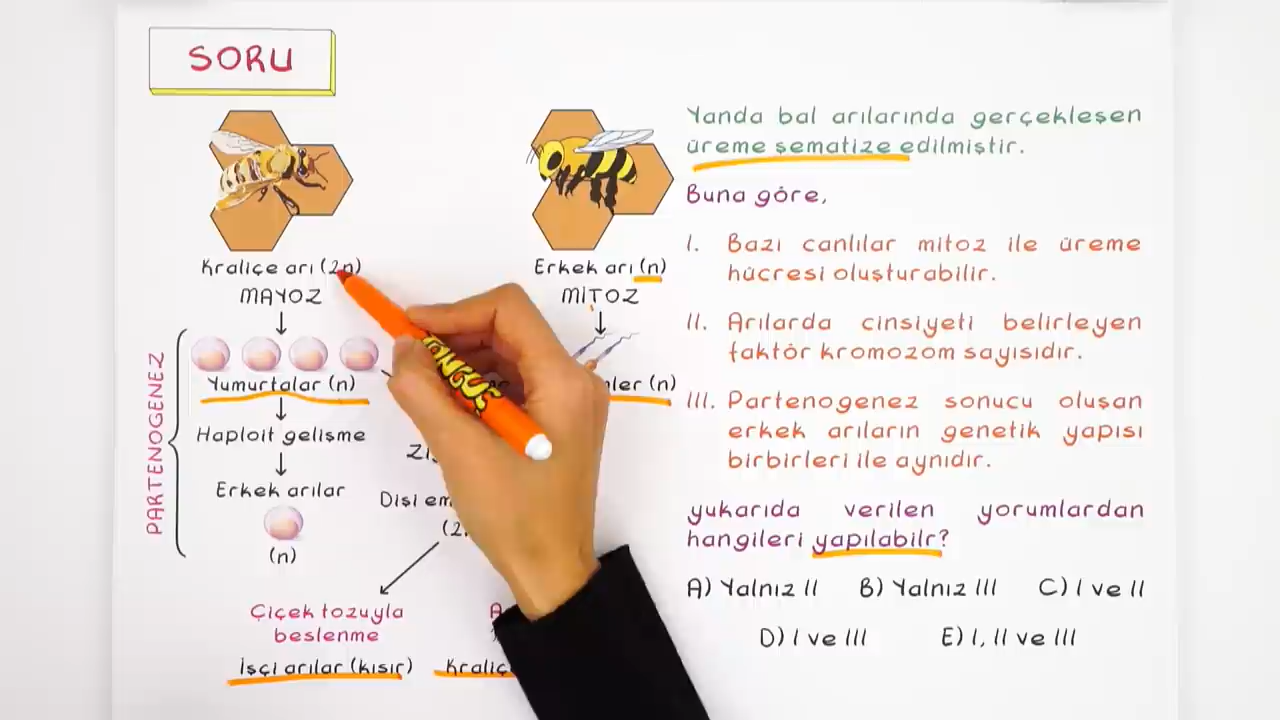 SORU
Kraliçe arı (2n)
MAYOZ
PARTENOGENEZ
Yumurtalar (n)
Haploit gelişme
Erkek arılar
(n)
Erkek arı (n)
MİTOZ
(n)
Dişi
Çiçek tozuyla
beslenme
İşçi arılar (kısır)
TONGUÇ
Yanda bal arılarında gerçekleşen
üreme şematize edilmiştir.
Buna göre,
I. Bazı canlılar mitoz ile üreme
hücresi oluşturabilir.
II. Arılarda cinsiyeti belirleyen
faktör kromozom sayısıdır.
III. Partenogenez sonucu oluşan
erkek arıların genetik yapısı
birbirleri ile aynıdır.
yukarıda verilen yorumlardan
hangileri yapılabilr?
A) Yalnız II B) Yalnız III C) I ve II
D) I ve III E) I, II ve III